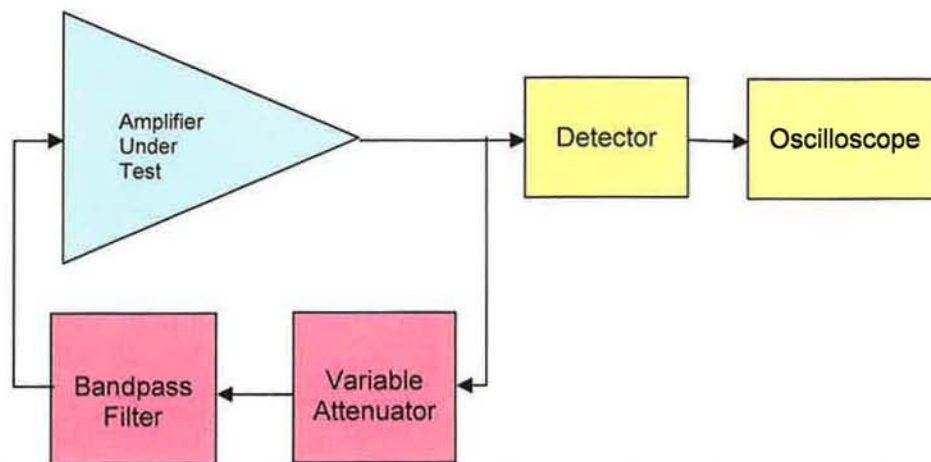 Amplifier
Under
Test
Detector
Oscilloscope
Bandpass
Filter
Variable
Attenuator